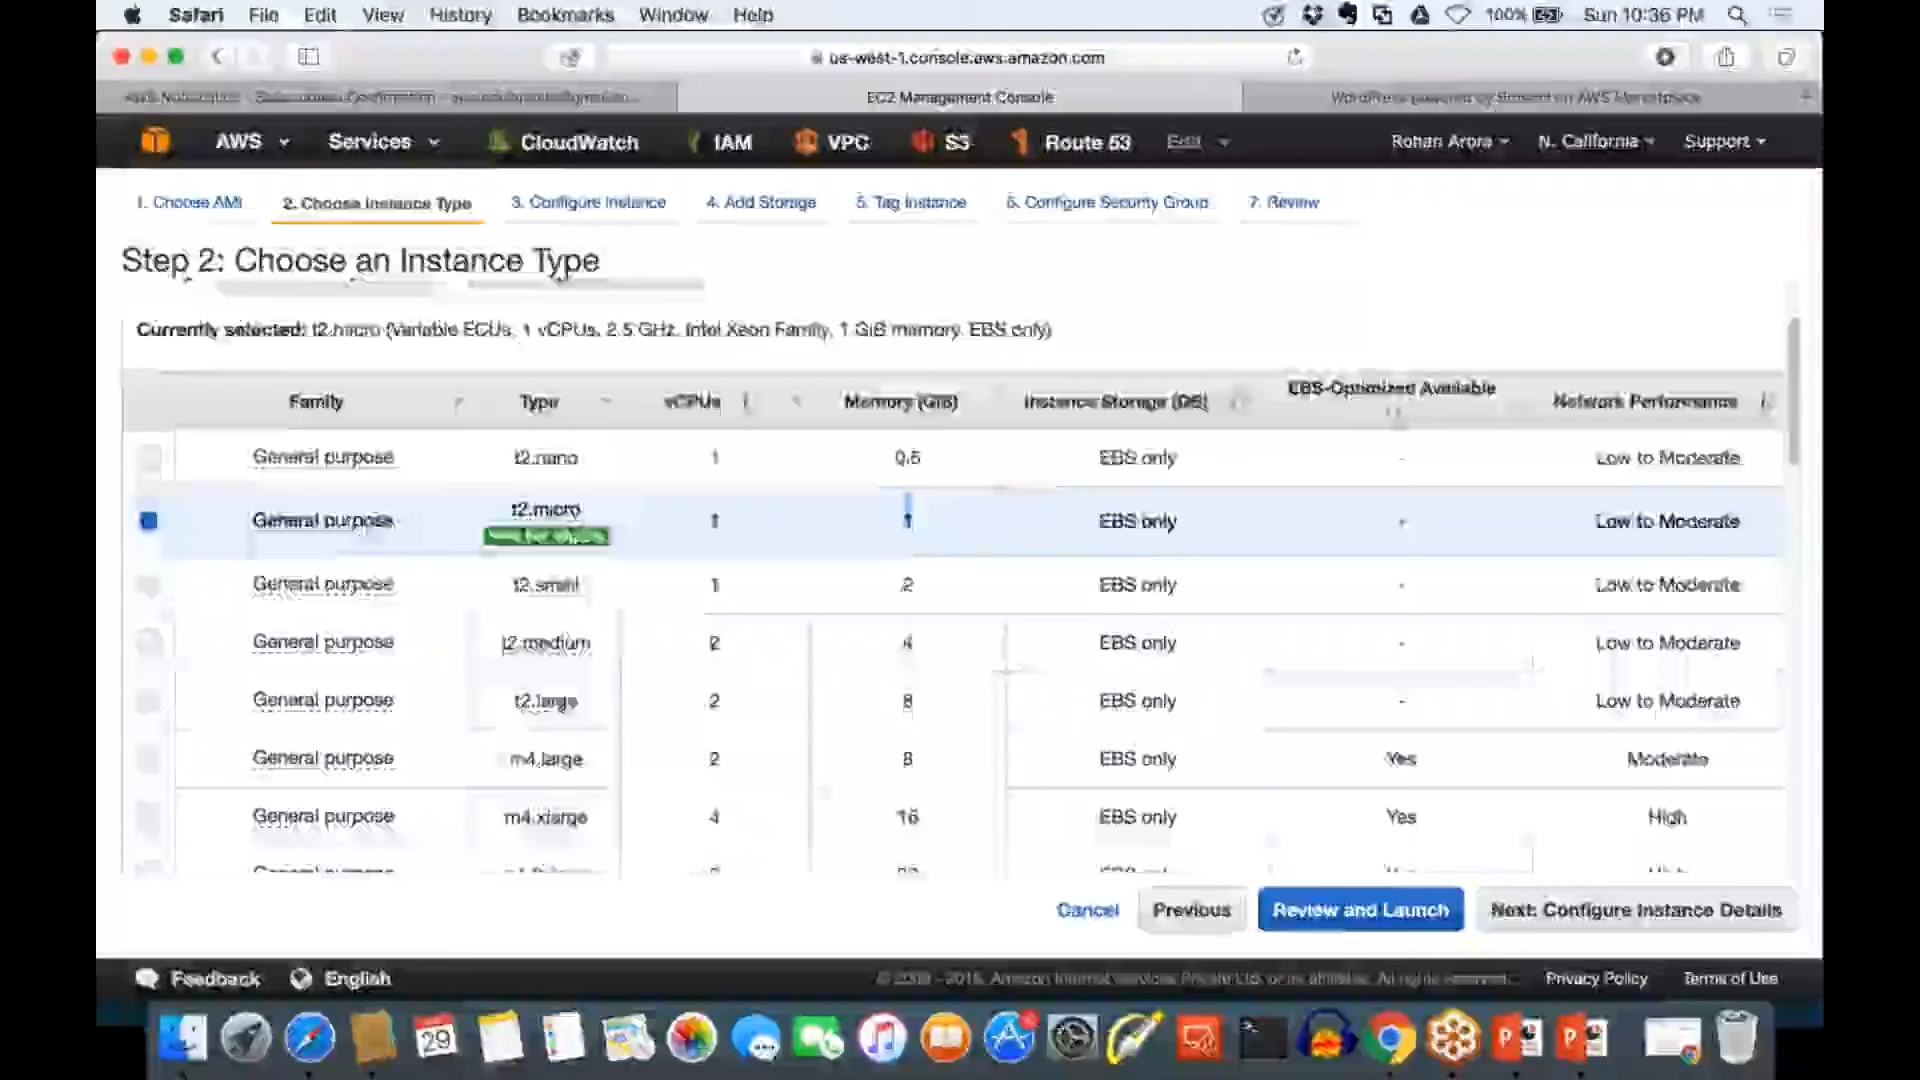 Safari File Edit View History Bookmarks Window Help 100% Sun 10:36 PM
us-west-1.console.aws.amazon.com
EC2 Management Console
WordPress powered by Bitnami on AWS Marketplace
AWS Services CloudWatch IAM VPC S3 Route 53 Edit Rohan Arora N. California Support
1. Choose AMI 2. Choose Instance Type 3. Configure Instance 4. Add Storage 5. Tag Instance 6. Configure Security Group 7. Review
Step 2: Choose an Instance Type
Currently selected: t2.micro (Variable ECUs, 1 vCPUs, 2.5 GHz, Intel Xeon Family, 1 GiB memory, EBS only)
Family Type vCPUs Memory (GiB) Instance Storage (GB) EBS-Optimized Available Network Performance
General purpose t2.nano 1 0.5 EBS only - Low to Moderate
General purpose t2.micro 1 1 EBS only - Low to Moderate
General purpose t2.small 1 2 EBS only - Low to Moderate
General purpose t2.medium 2 4 EBS only - Low to Moderate
General purpose t2.large 2 8 EBS only - Low to Moderate
General purpose m4.large 2 8 EBS only Yes Moderate
General purpose m4.xlarge 4 16 EBS only Yes High
Cancel Previous Review and Launch Next: Configure Instance Details
Feedback English Privacy Policy Terms of Use
29